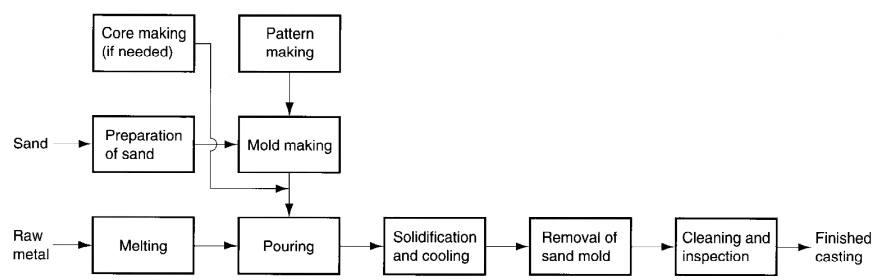 Core making
(if needed)
Pattern
making
Sand
Preparation
of sand
Mold making
Raw
metal
Melting
Pouring
Solidification
and cooling
Removal of
sand mold
Cleaning and
inspection
Finished
casting